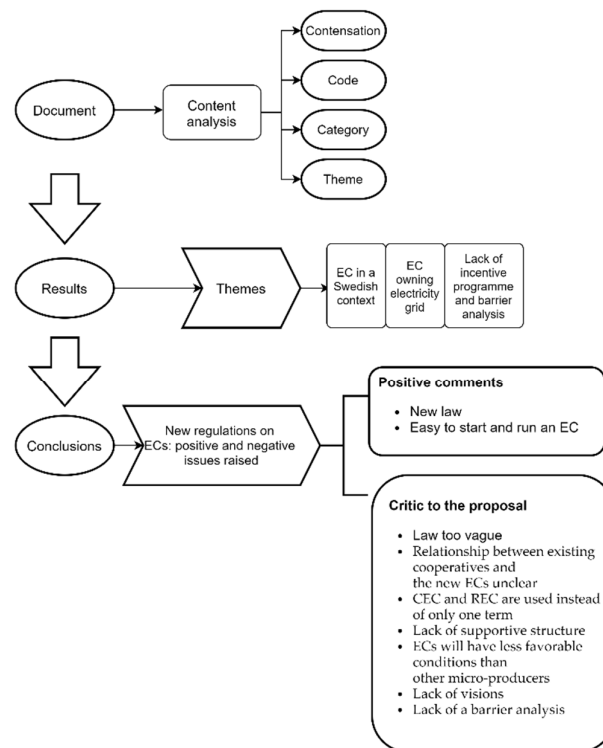 Contensation
Code
Category
Theme
Document
Content
analysis
Results
Themes
EC in a
Swedish
context
EC
owning
electricity
grid
Lack of
incentive
programme
and barrier
analysis
Conclusions
New regulations on
ECs: positive and negative
issues raised
Positive comments
• New law
• Easy to start and run an EC
Critic to the proposal
• Law too vague
• Relationship between existing
cooperatives and
the new ECs unclear
• CEC and REC are used instead
of only one term
• Lack of supportive structure
• ECs will have less favorable
conditions than
other micro-producers
• Lack of visions
• Lack of a barrier analysis